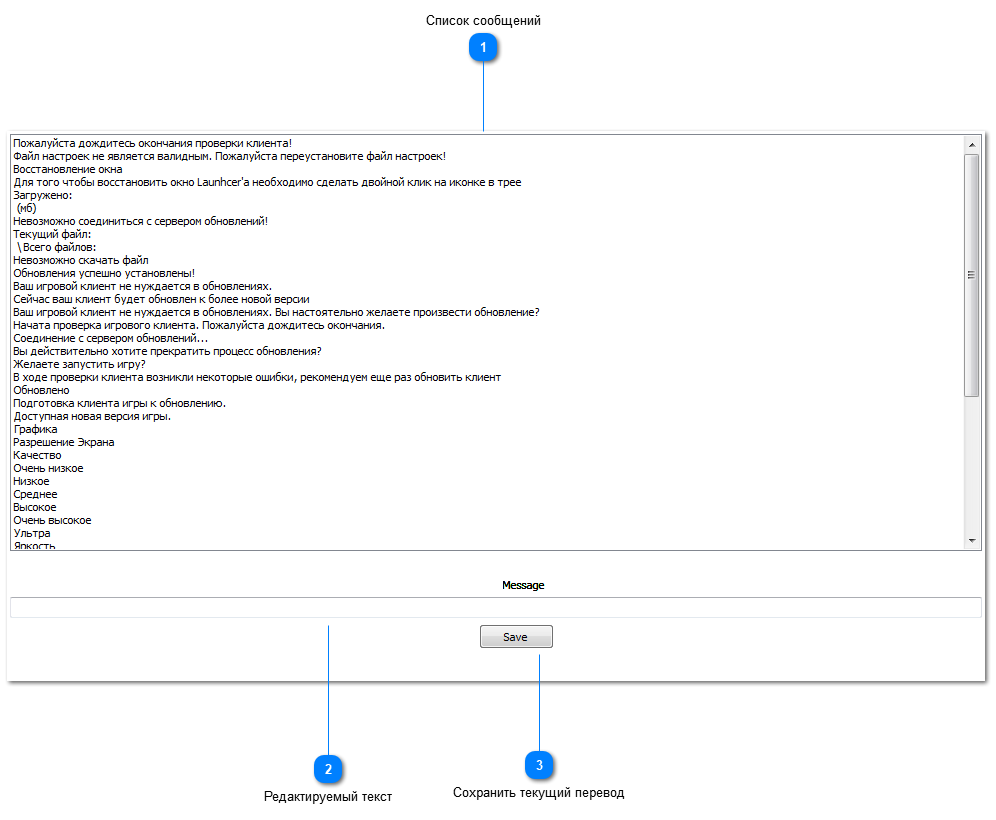 Список сообщений
1
Пожалуйста дождитесь окончания проверки клиента!
Файл настроек не является валидным. Пожалуйста переустановите файл настроек!
Восстановление окна
Для того чтобы восстановить окно Launhcer'а необходимо сделать двойной клик на иконке в трее
Загружено:
(мб)
Невозможно соединиться с сервером обновлений!
Текущий файл:
\Всего файлов:
Невозможно скачать файл
Обновления успешно установлены!
Ваш игровой клиент не нуждается в обновлениях.
Сейчас ваш клиент будет обновлен к более новой версии
Ваш игровой клиент не нуждается в обновлениях. Вы настоятельно желаете произвести обновление?
Начата проверка игрового клиента. Пожалуйста дождитесь окончания.
Соединение с сервером обновлений...
Вы действительно хотите прекратить процесс обновления?
Желаете запустить игру?
В ходе проверки клиента возникли некоторые ошибки, рекомендуем еще раз обновить клиент
Обновлено
Подготовка клиента игры к обновлению.
Доступная новая версия игры.
Графика
Разрешение Экрана
Качество
Очень низкое
Низкое
Среднее
Высокое
Очень высокое
Ультра
Яркость
Message
Save
2
Редактируемый текст
3
Сохранить текущий перевод